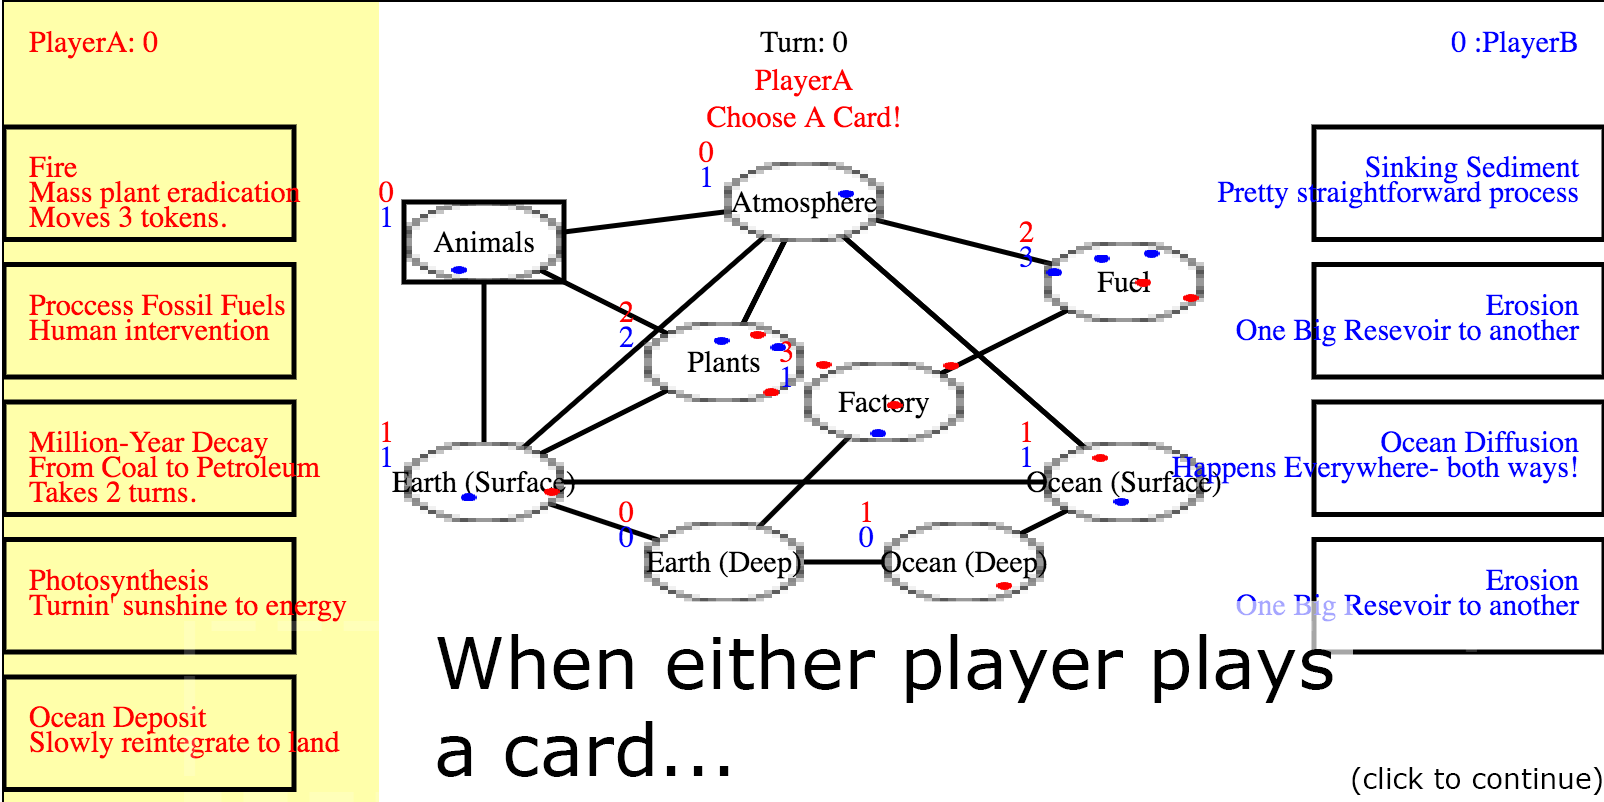 PlayerA: 0
Turn: 0
0 :PlayerB
PlayerA
Choose A Card!
Fire
Mass plant eradication
Moves 3 tokens.
Proccess Fossil Fuels
Human intervention
Million-Year Decay
From Coal to Petroleum
Takes 2 turns.
Photosynthesis
Turnin' sunshine to energy
Ocean Deposit
Slowly reintegrate to land
0
1
Atmosphere
0
1
Animals
2
3
Fuel
2
2
Plants
3
1
Factory
1
1
Earth (Surface)
1
1
Ocean (Surface)
0
0
Earth (Deep)
1
0
Ocean (Deep)
Sinking Sediment
Pretty straightforward process
Erosion
One Big Resevoir to another
Ocean Diffusion
Happens Everywhere- both ways!
Erosion
One Big Resevoir to another
When either player plays
a card...
(click to continue)